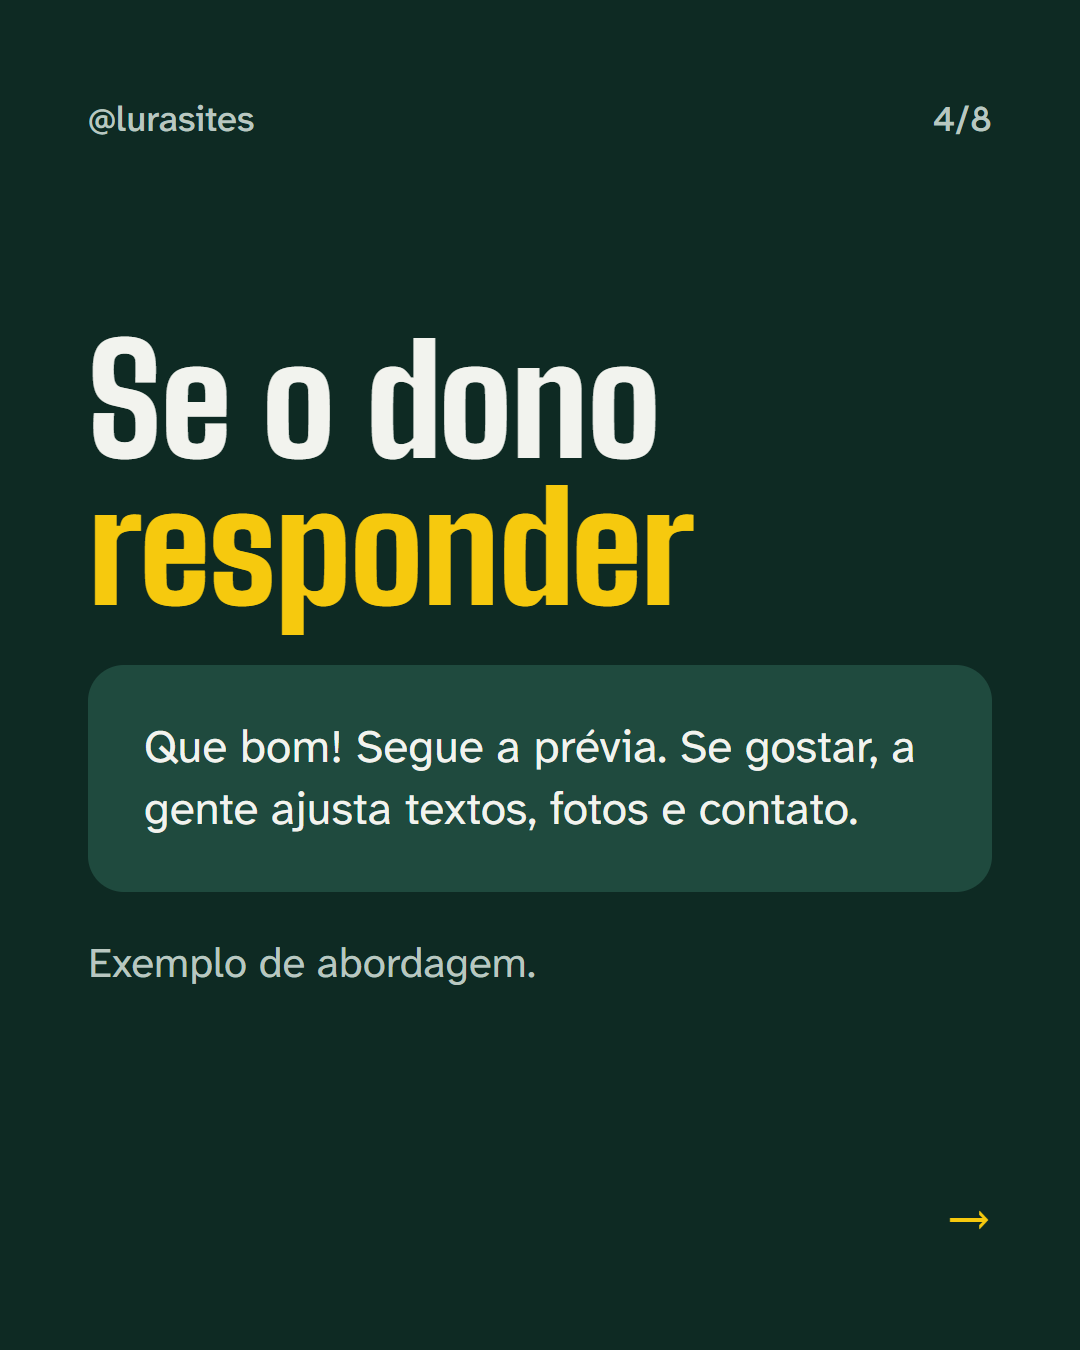 @lurasites
4/8
Se o dono
responder
Que bom! Segue a prévia. Se gostar, a
gente ajusta textos, fotos e contato.
Exemplo de abordagem.
→